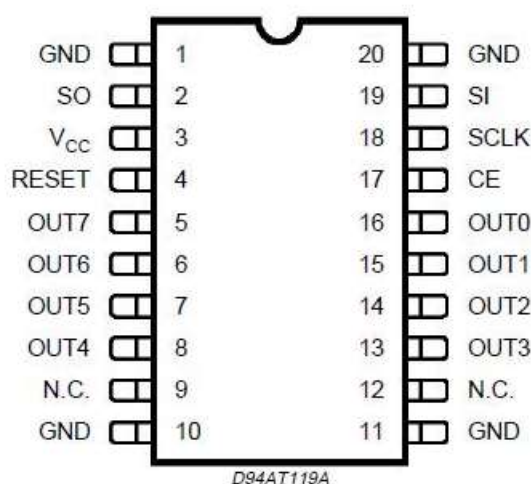 GND 1 20 GND
SO 2 19 SI
VCC 3 18 SCLK
RESET 4 17 CE
OUT7 5 16 OUT0
OUT6 6 15 OUT1
OUT5 7 14 OUT2
OUT4 8 13 OUT3
N.C. 9 12 N.C.
GND 10 11 GND
D94AT119A